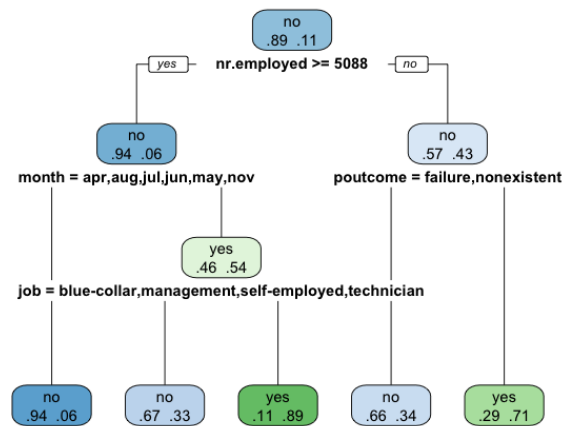 no
.89 .11
yes nr.employed >= 5088 no
no
.94 .06
no
.57 .43
month = apr,aug,jul,jun,may,nov
poutcome = failure,nonexistent
yes
.46 .54
job = blue-collar,management,self-employed,technician
no
.94 .06
no
.67 .33
yes
.11 .89
no
.66 .34
yes
.29 .71